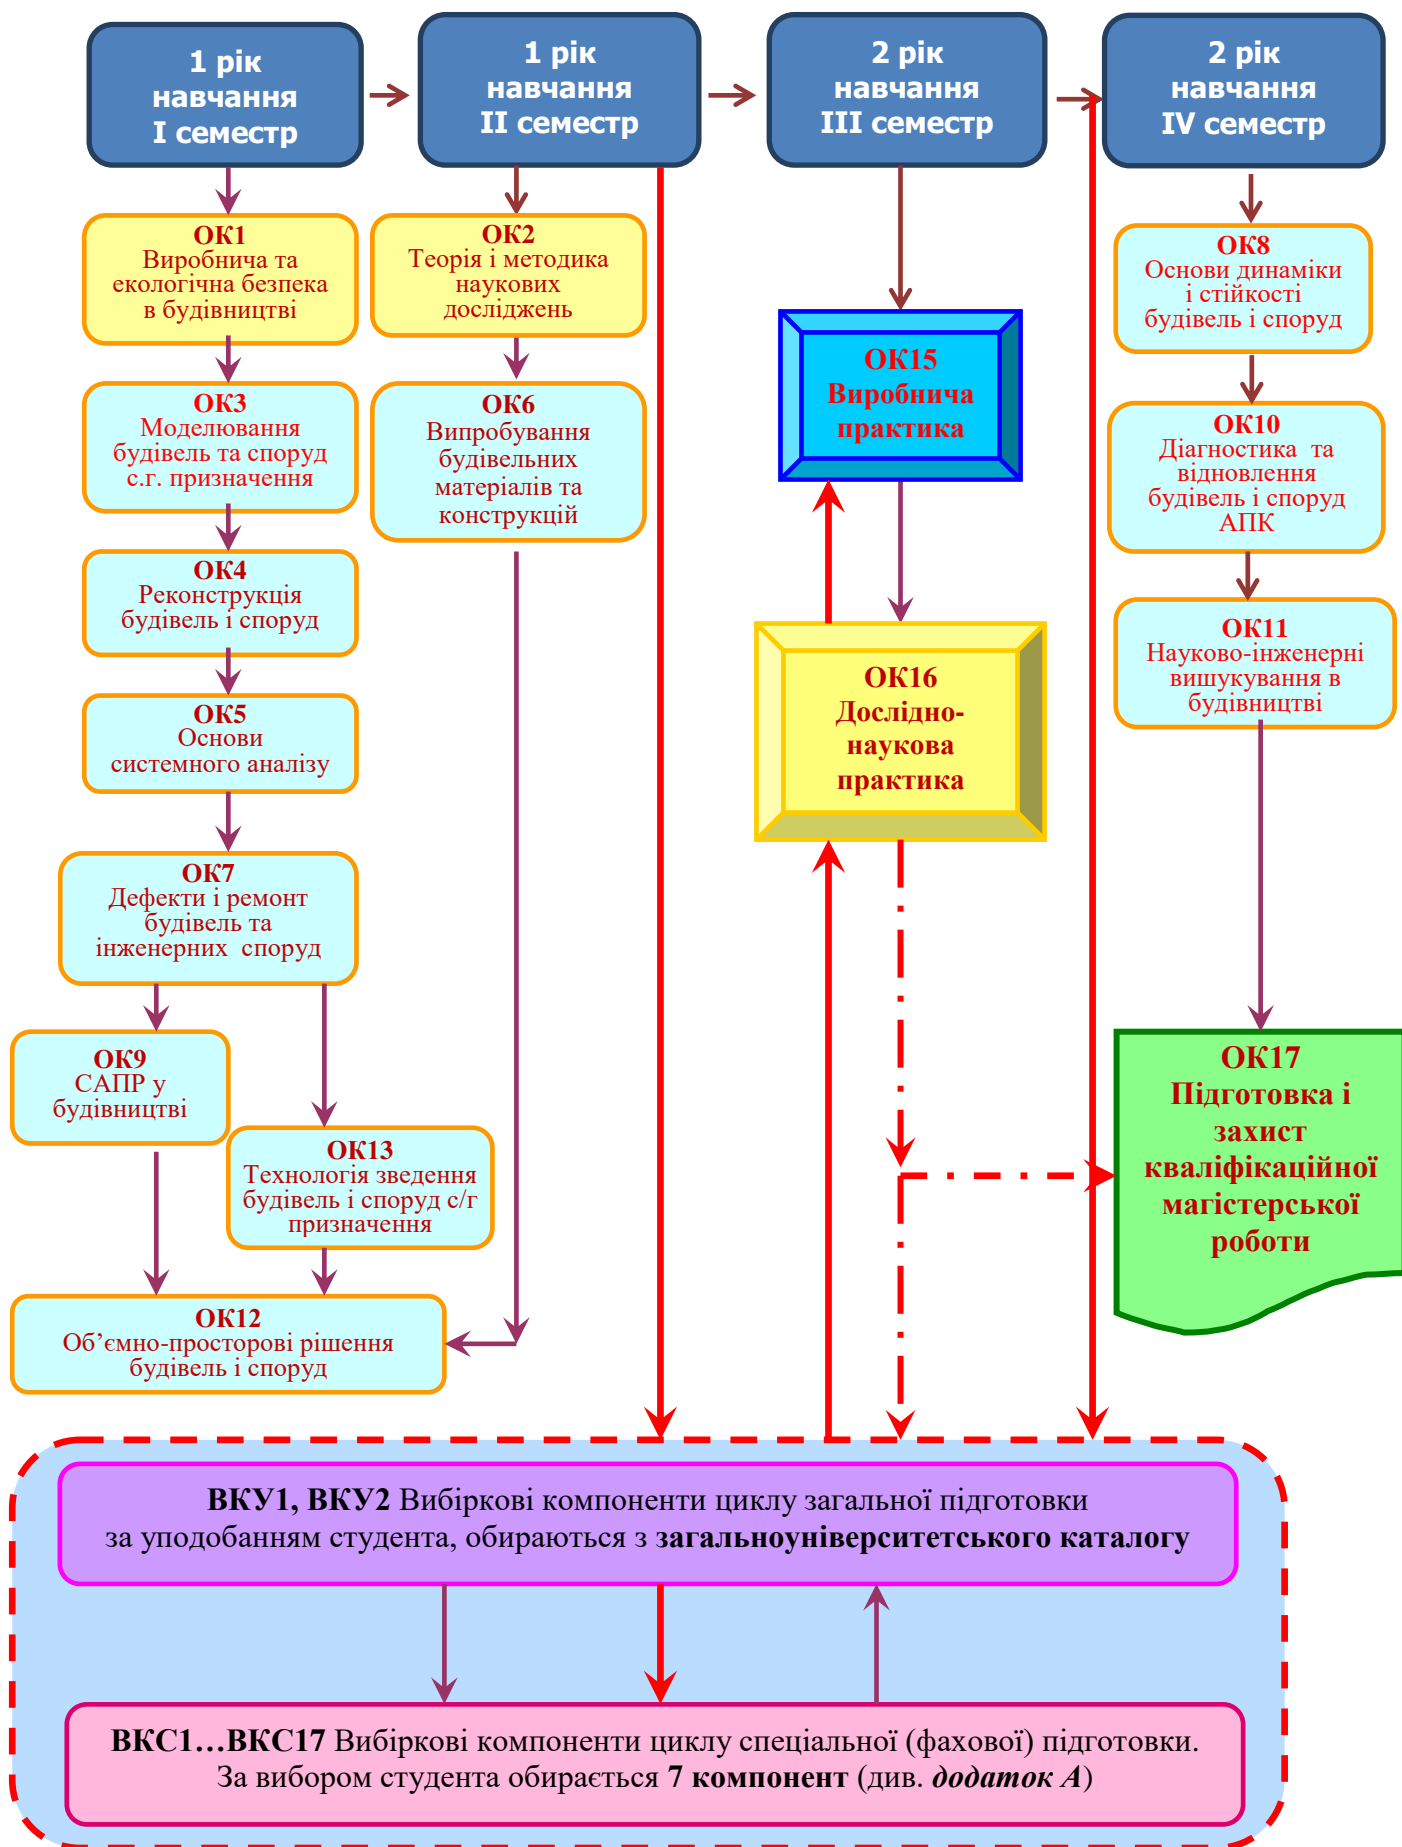 1 рік
навчання
І семестр
1 рік
навчання
ІІ семестр
2 рік
навчання
ІІІ семестр
2 рік
навчання
IV семестр
ОК1
Виробнича та
екологічна безпека
в будівництві
ОК3
Моделювання
будівель та споруд
с.г. призначення
ОК4
Реконструкція
будівель і споруд
ОК5
Основи
системного аналізу
ОК7
Дефекти і ремонт
будівель та
інженерних споруд
ОК9
САПР у
будівництві
ОК13
Технологія зведення
будівель і споруд с/г
призначення
ОК12
Об’ємно-просторові рішення
будівель і споруд
ОК2
Теорія і методика
наукових
досліджень
ОК6
Випробування
будівельних
матеріалів та
конструкцій
ОК15
Виробнича
практика
ОК16
Дослідно-
наукова
практика
ОК8
Основи динаміки
і стійкості
будівель і споруд
ОК10
Діагностика та
відновлення
будівель і споруд
АПК
ОК11
Науково-інженерні
вишукування в
будівництві
ОК17
Підготовка і
захист
кваліфікаційної
магістерської
роботи
ВКУ1, ВКУ2 Вибіркові компоненти циклу загальної підготовки
за уподобанням студента, обираються з загальноуніверситетського каталогу
ВКС1…ВКС17 Вибіркові компоненти циклу спеціальної (фахової) підготовки.
За вибором студента обирається 7 компонент (див. додаток А)